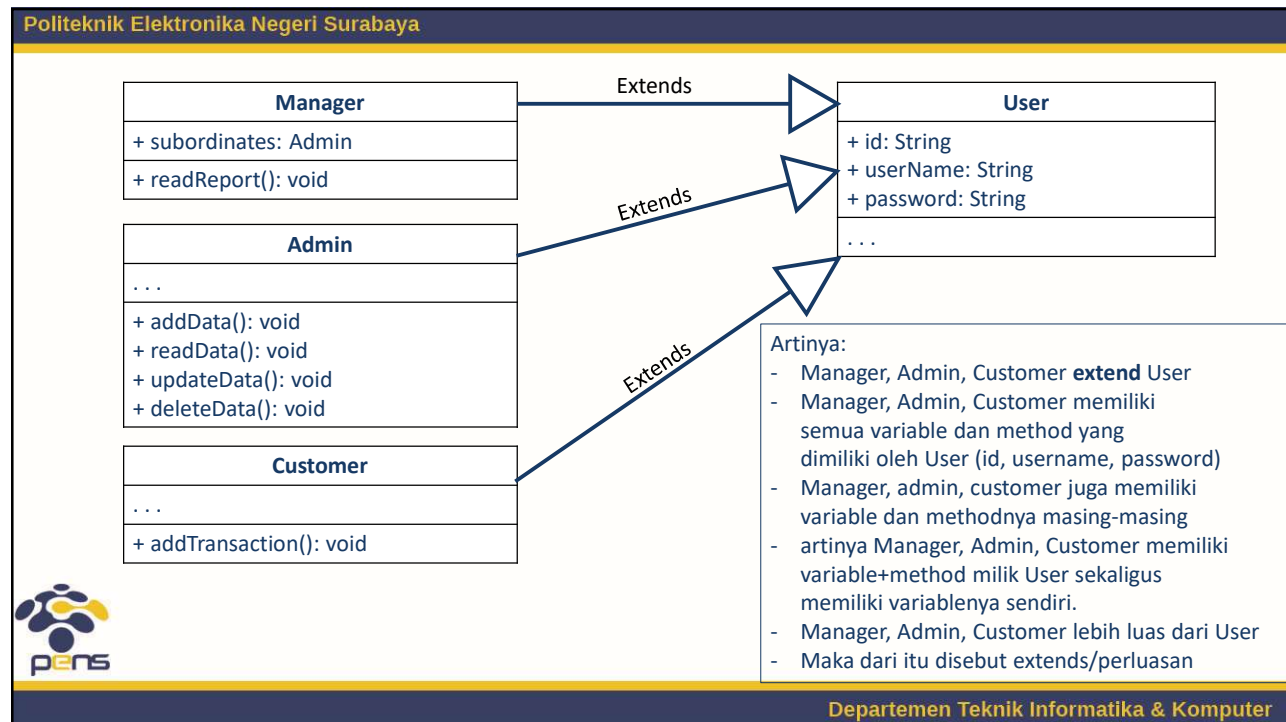 Politeknik Elektronika Negeri Surabaya
Manager
+ subordinates: Admin
+ readReport(): void
Extends
User
+ id: String
+ userName: String
+ password: String
. . .
Admin
. . .
+ addData(): void
+ readData(): void
+ updateData(): void
+ deleteData(): void
Extends
Customer
. . .
+ addTransaction(): void
Extends
Artinya:
- Manager, Admin, Customer extend User
- Manager, Admin, Customer memiliki
semua variable dan method yang
dimiliki oleh User (id, username, password)
- Manager, admin, customer juga memiliki
variable dan methodnya masing-masing
- artinya Manager, Admin, Customer memiliki
variable+method milik User sekaligus
memiliki variablenya sendiri.
- Manager, Admin, Customer lebih luas dari User
- Maka dari itu disebut extends/perluasan
pens
Departemen Teknik Informatika & Komputer